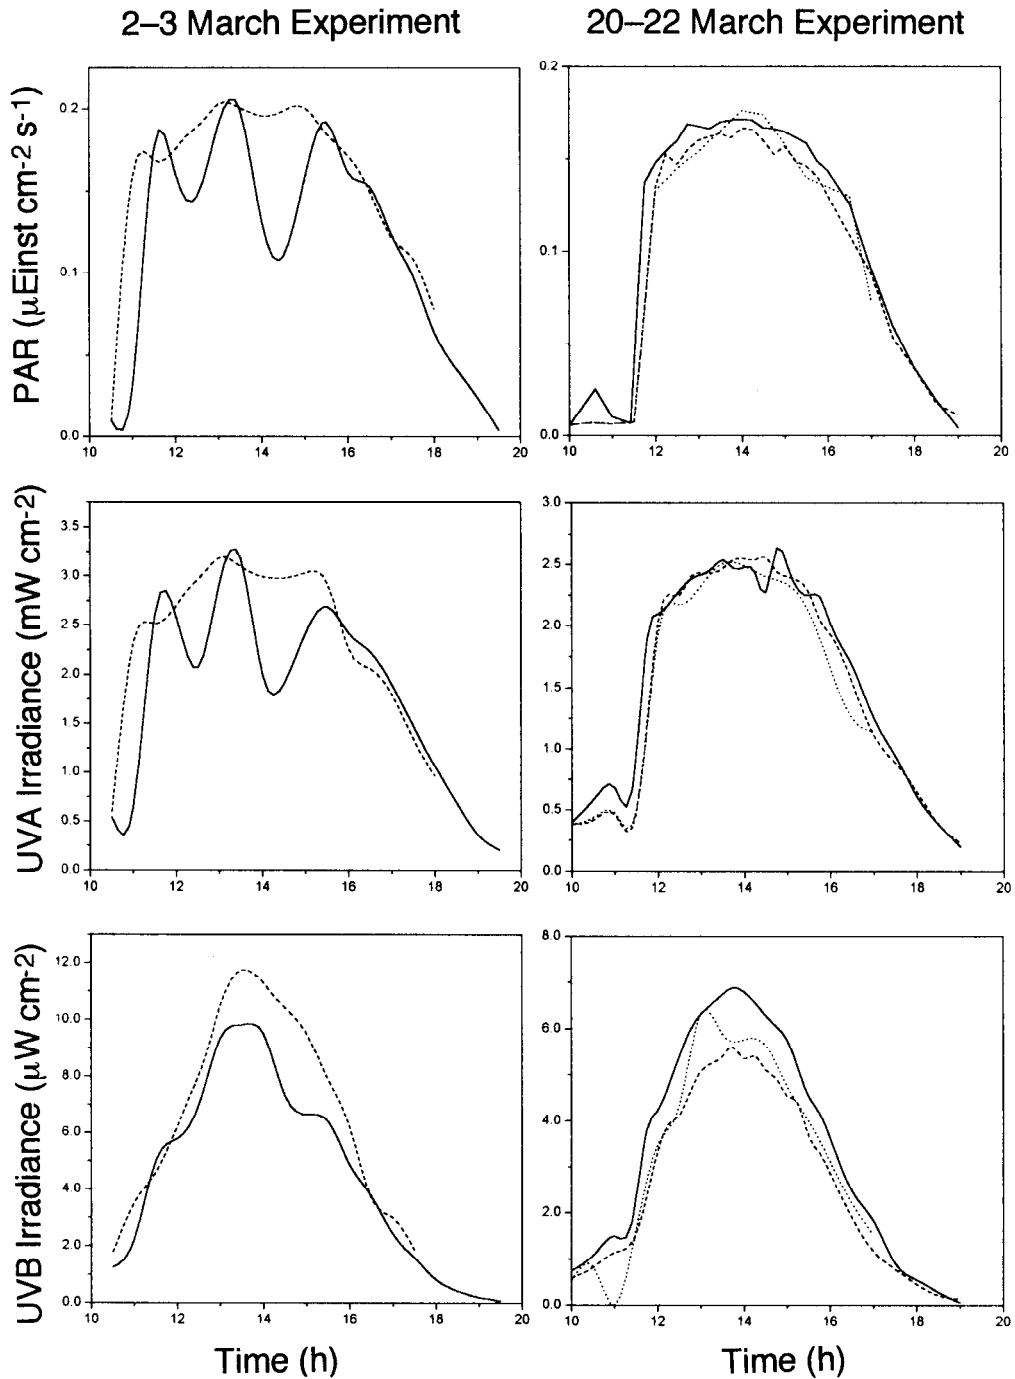 2–3 March Experiment
20–22 March Experiment
PAR (μEinst cm-2 s-1)
0.2
0.1
0.0
10 12 14 16 18 20
0.2
0.1
0.0
10 12 14 16 18 20
UVA Irradiance (mW cm-2)
3.5
3.0
2.5
2.0
1.5
1.0
0.5
0.0
10 12 14 16 18 20
3.0
2.5
2.0
1.5
1.0
0.5
0.0
10 12 14 16 18 20
UVB Irradiance (μW cm-2)
12.0
10.0
8.0
6.0
4.0
2.0
0.0
10 12 14 16 18 20
8.0
6.0
4.0
2.0
0.0
10 12 14 16 18 20
Time (h)
Time (h)